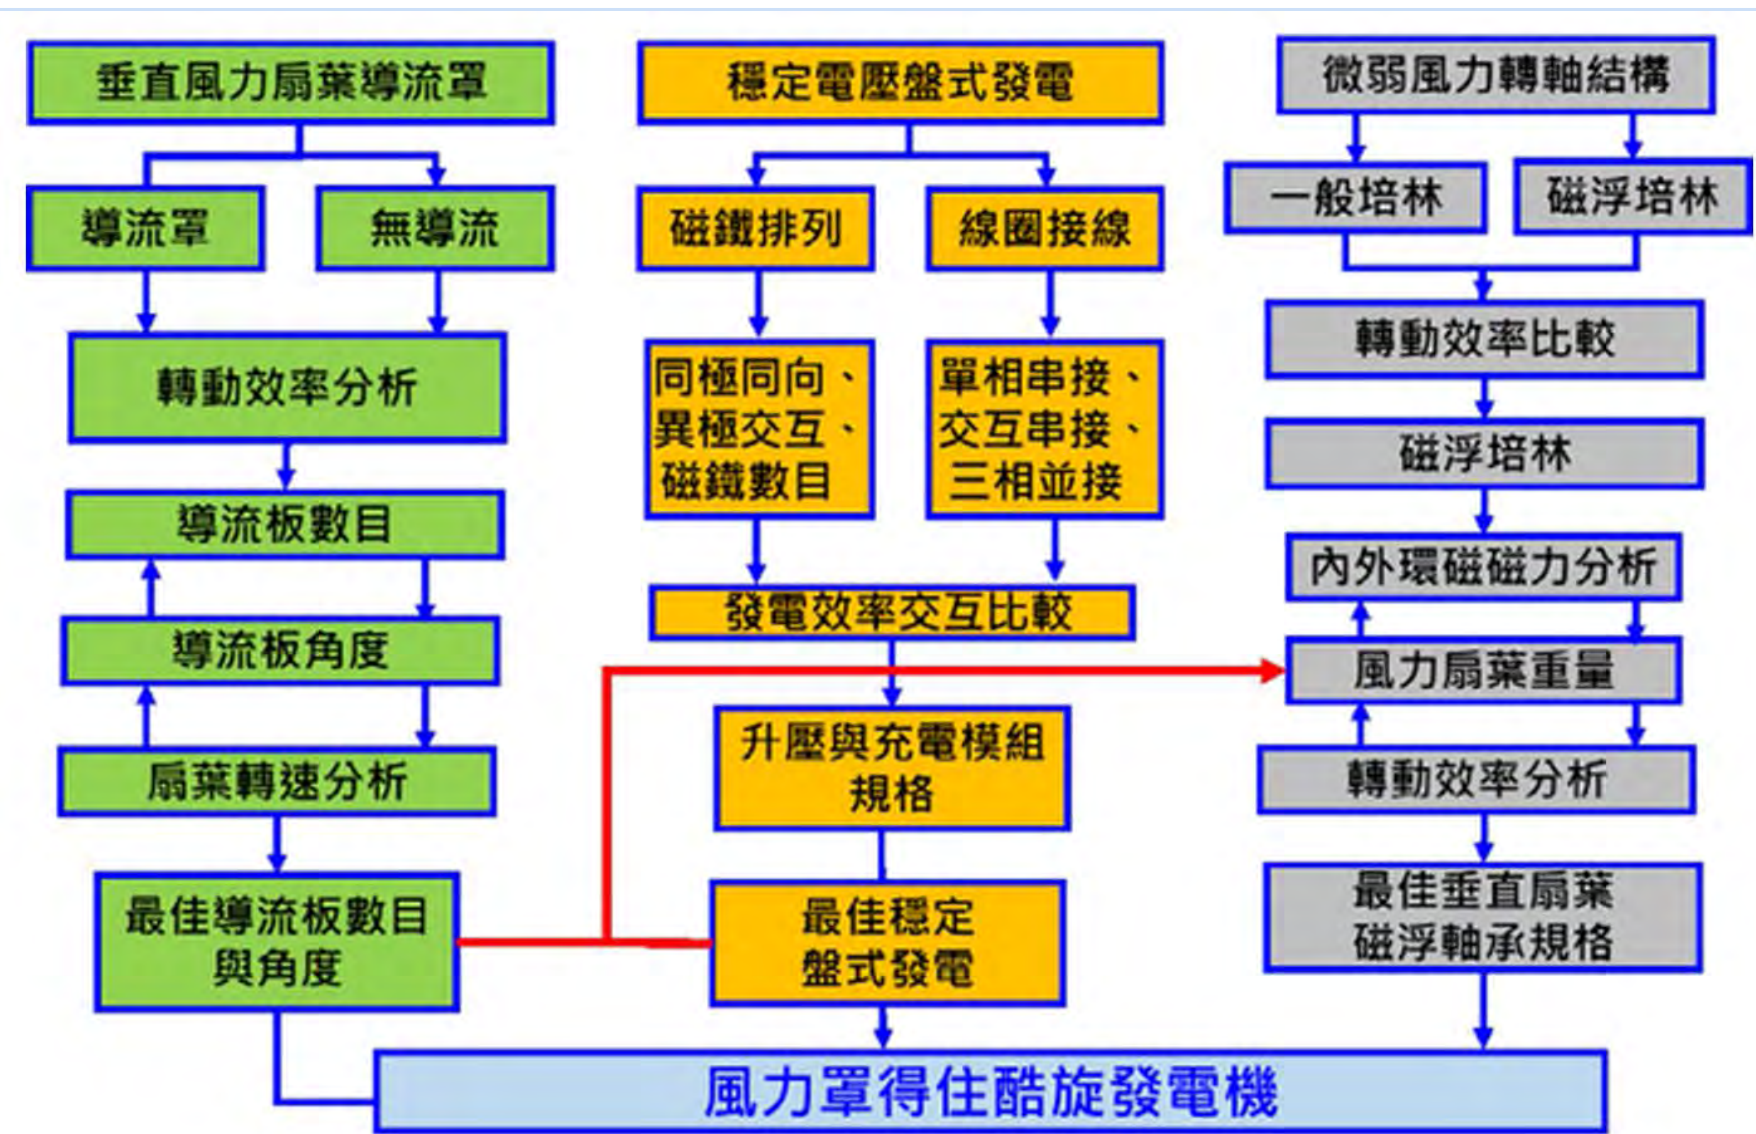 垂直風力扇葉導流罩
導流罩
無導流
轉動效率分析
導流板數目
導流板角度
扇葉轉速分析
最佳導流板數目
與角度
穩定電壓盤式發電
磁鐵排列
線圈接線
同極同向、
異極交互、
磁鐵數目
單相串接、
交互串接、
三相並接
發電效率交互比較
升壓與充電模組
規格
最佳穩定
盤式發電
微弱風力轉軸結構
一般培林
磁浮培林
轉動效率比較
磁浮培林
內外環磁磁力分析
風力扇葉重量
轉動效率分析
最佳垂直扇葉
磁浮軸承規格
風力罩得住酷旋發電機